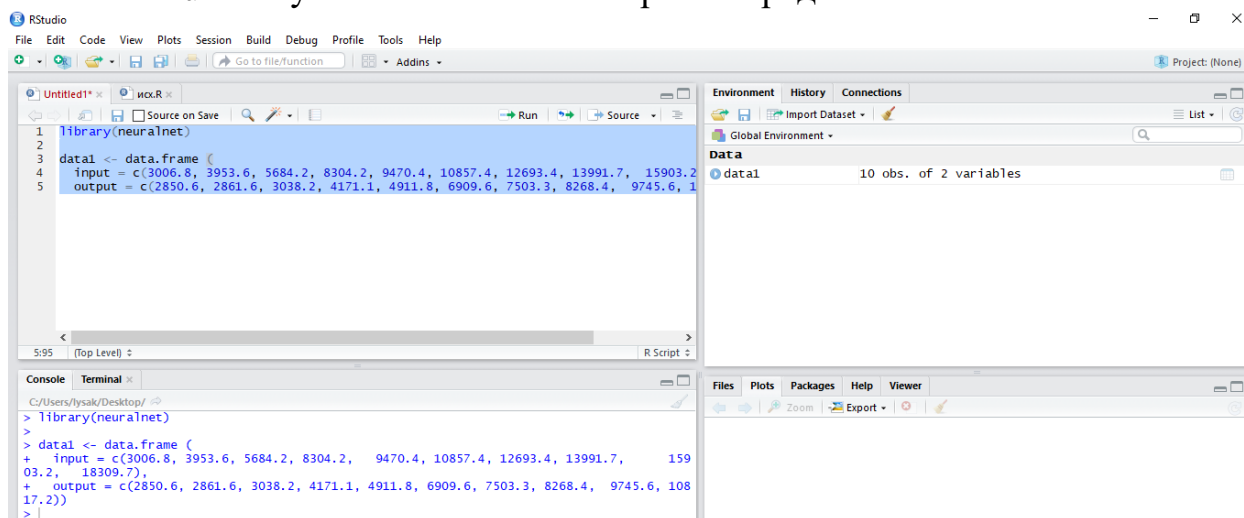 RStudio
File Edit Code View Plots Session Build Debug Profile Tools Help
Go to file/function Addins
Project: (None)
Untitled1* исх.R
Source on Save Run Source
1 library(neuralnet)
2
3 data1 <- data.frame (
4 input = c(3006.8, 3953.6, 5684.2, 8304.2, 9470.4, 10857.4, 12693.4, 13991.7, 15903.2
5 output = c(2850.6, 2861.6, 3038.2, 4171.1, 4911.8, 6909.6, 7503.3, 8268.4, 9745.6, 1
5:95 (Top Level) R Script
Console Terminal
C:/Users/lysak/Desktop/
> library(neuralnet)
>
> data1 <- data.frame (
+ input = c(3006.8, 3953.6, 5684.2, 8304.2, 9470.4, 10857.4, 12693.4, 13991.7, 159
03.2, 18309.7),
+ output = c(2850.6, 2861.6, 3038.2, 4171.1, 4911.8, 6909.6, 7503.3, 8268.4, 9745.6, 108
17.2))
>
Environment History Connections
Import Dataset List
Global Environment
Data
data1 10 obs. of 2 variables
Files Plots Packages Help Viewer
Zoom Export